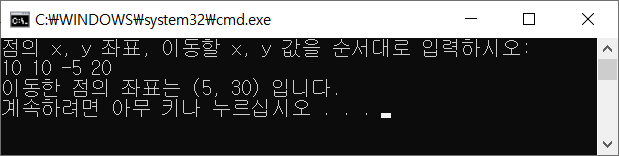 C:₩WINDOWS₩system32₩cmd.exe
점의 x, y 좌표, 이동할 x, y 값을 순서대로 입력하시오:
10 10 -5 20
이동한 점의 좌표는 (5, 30) 입니다.
계속하려면 아무 키나 누르십시오 . . .